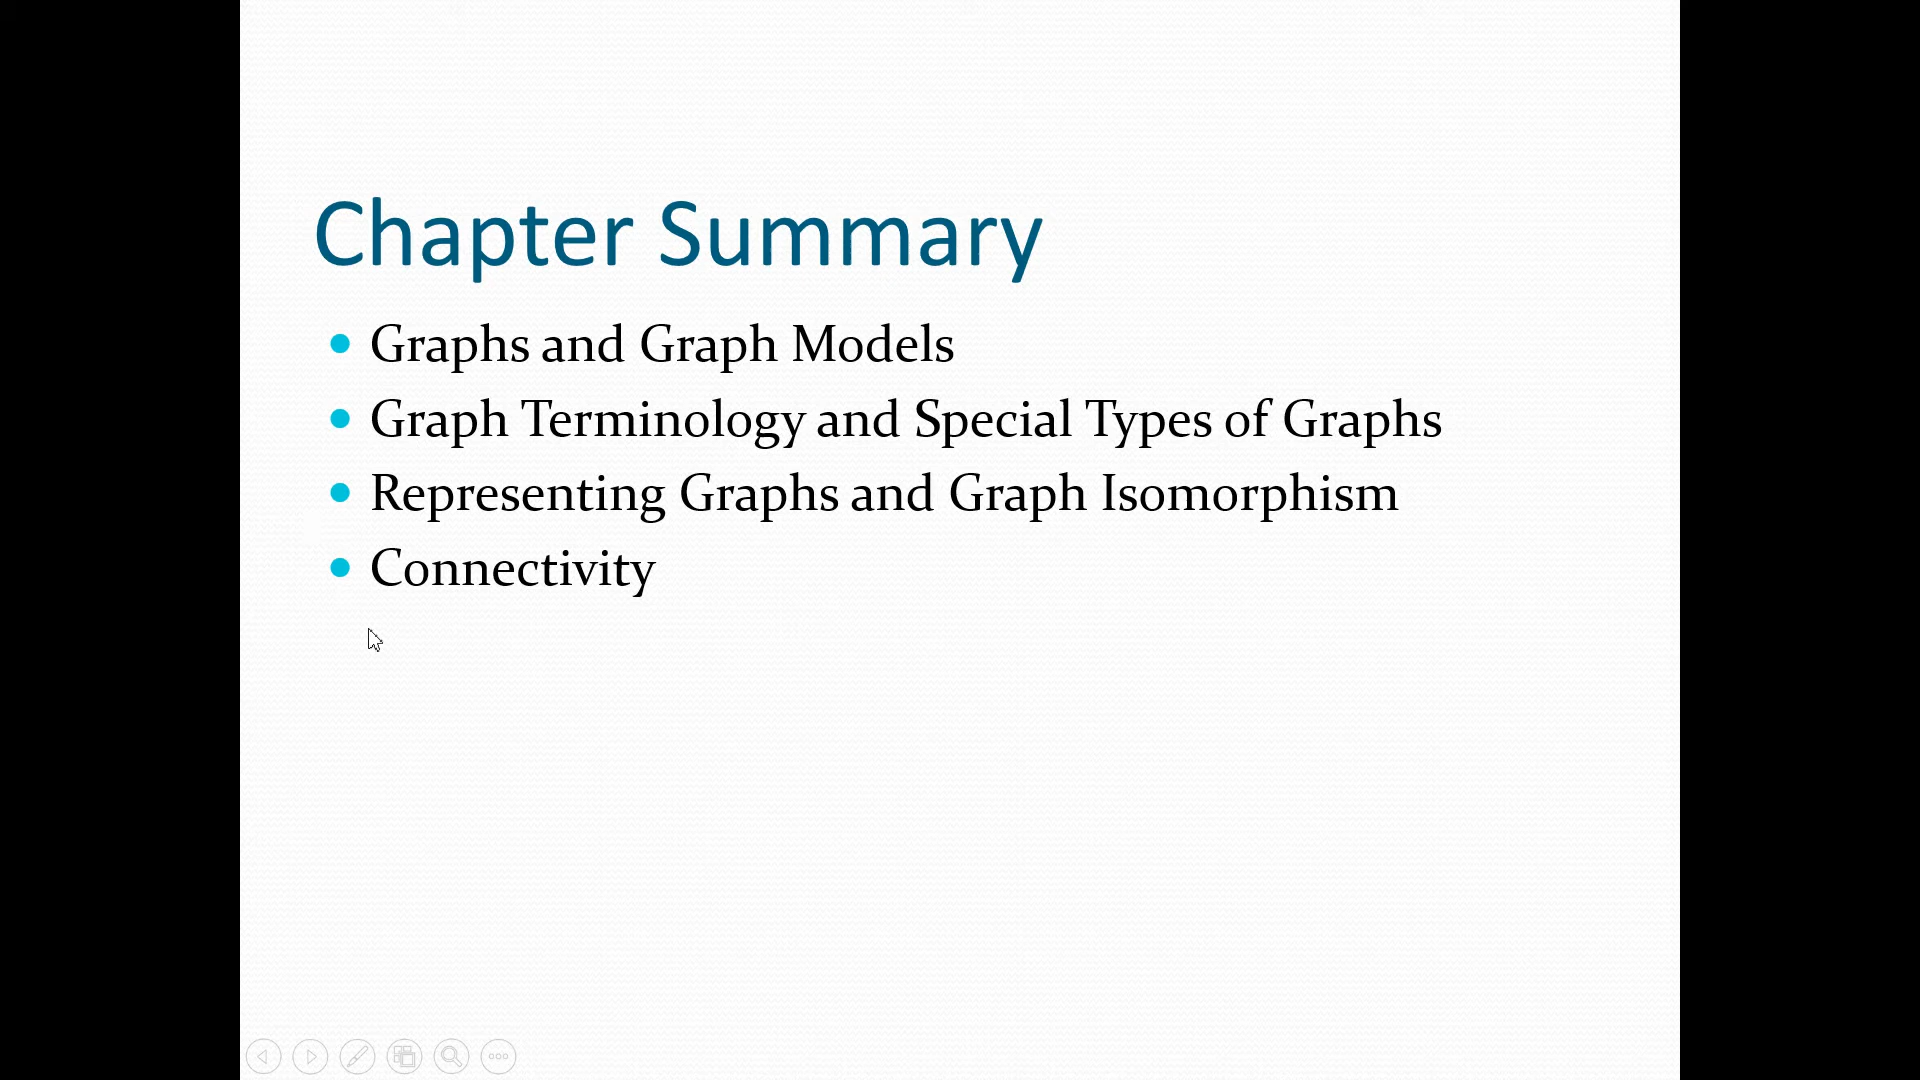 Chapter Summary
Graphs and Graph Models
Graph Terminology and Special Types of Graphs
Representing Graphs and Graph Isomorphism
Connectivity